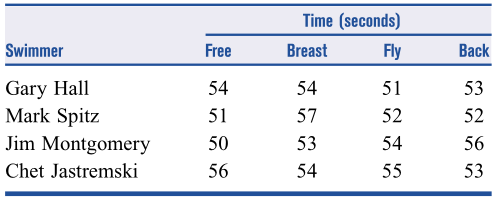 Time (seconds)
Swimmer Free Breast Fly Back
Gary Hall 54 54 51 53
Mark Spitz 51 57 52 52
Jim Montgomery 50 53 54 56
Chet Jastremski 56 54 55 53